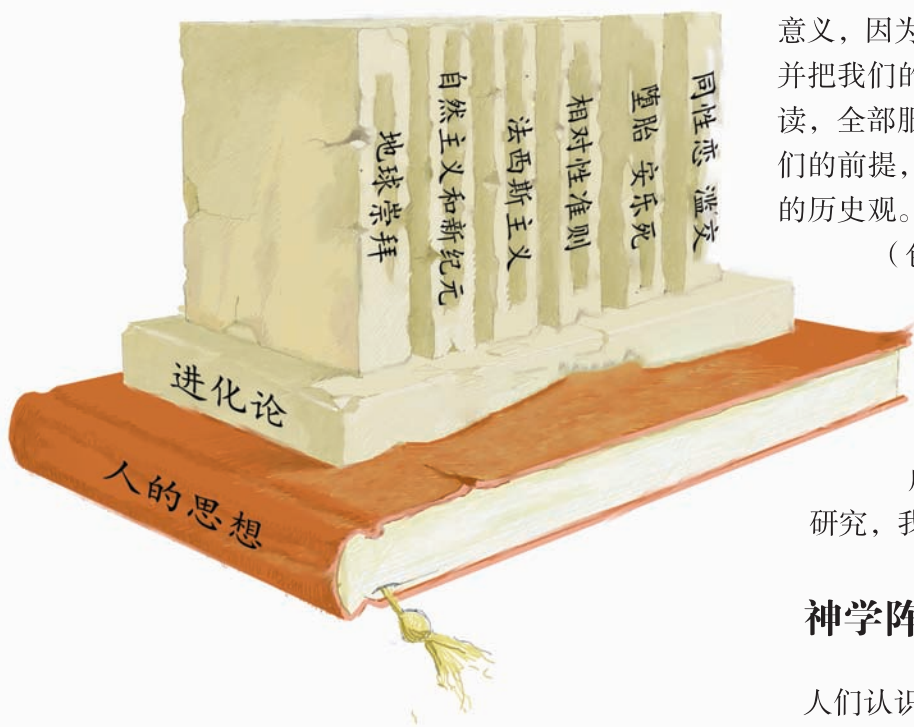 地球崇拜
自然主义和新纪元
法西斯主义
相对性准则
堕胎 安乐死
同性恋 滥交
进化论
人的思想
意义，因为
并把我们的
读，全部服
们的前提，
的历史观。
研究，我
神学阵
人们认识